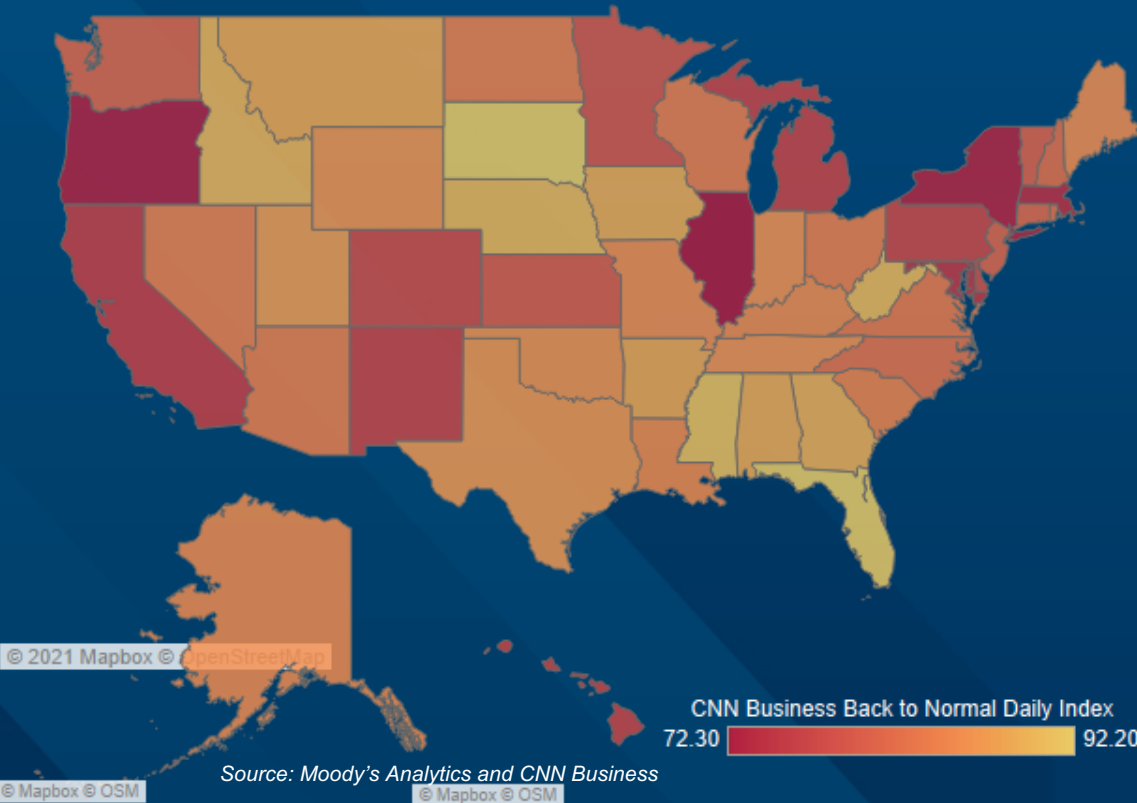 © 2021 Mapbox © OpenStreetMap
CNN Business Back to Normal Daily Index
72.30
92.20
Source: Moody's Analytics and CNN Business
© Mapbox © OSM
© Mapbox © OSM